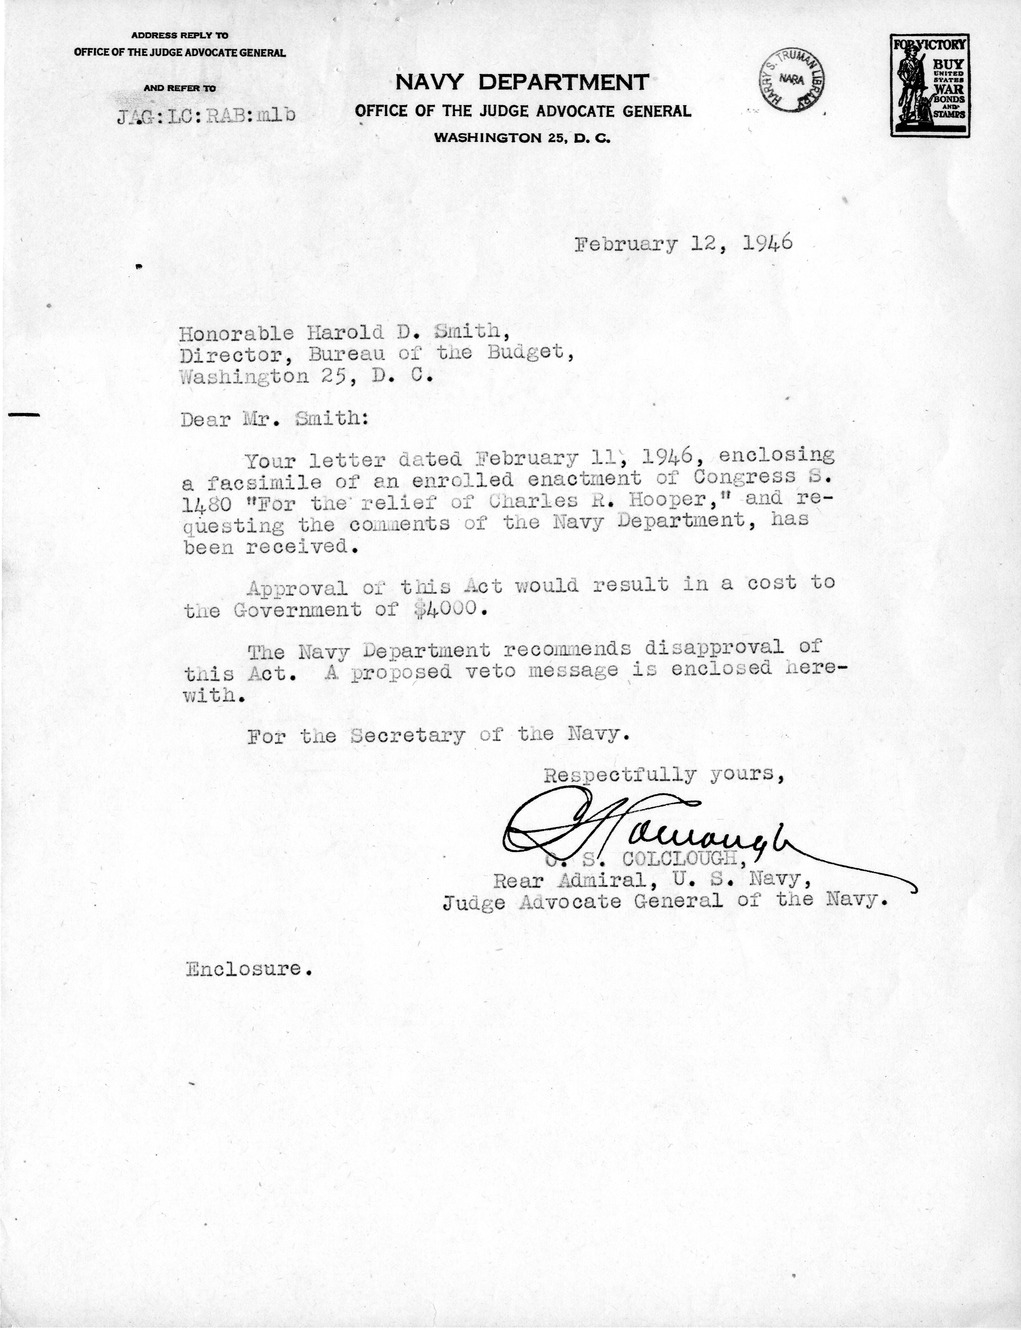 ADDRESS REPLY TO
OFFICE OF THE JUDGE ADVOCATE GENERAL
AND REFER TO
JAG:LC:RAB:mlb
NAVY DEPARTMENT
OFFICE OF THE JUDGE ADVOCATE GENERAL
WASHINGTON 25, D. C.
HARRY S. TRUMAN LIBRARY
NARA
FOR VICTORY
BUY
UNITED
STATES
WAR
BONDS
AND
STAMPS
February 12, 1946
Honorable Harold D. Smith,
Director, Bureau of the Budget,
Washington 25, D. C.
Dear Mr. Smith:
Your letter dated February 11, 1946, enclosing
a facsimile of an enrolled enactment of Congress S.
1480 "For the relief of Charles R. Hooper," and re-
questing the comments of the Navy Department, has
been received.
Approval of this Act would result in a cost to
the Government of $4000.
The Navy Department recommends disapproval of
this Act. A proposed veto message is enclosed here-
with.
For the Secretary of the Navy.
Respectfully yours,
O. S. COLCLOUGH,
Rear Admiral, U. S. Navy,
Judge Advocate General of the Navy.
Enclosure.